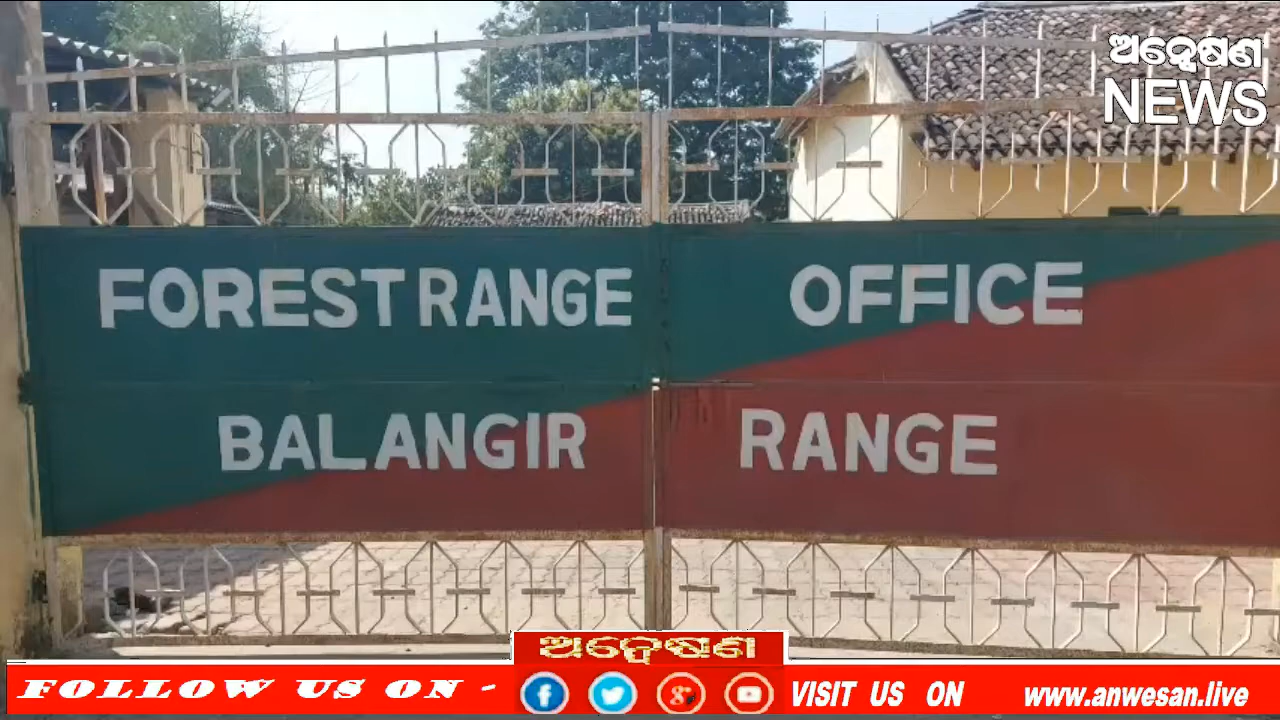 ଅନ୍ୱେଷଣ
NEWS
FOREST RANGE OFFICE
BALANGIR RANGE
ଅନ୍ୱେଷଣ
FOLLOW US ON -
VISIT US ON www.anwesan.live